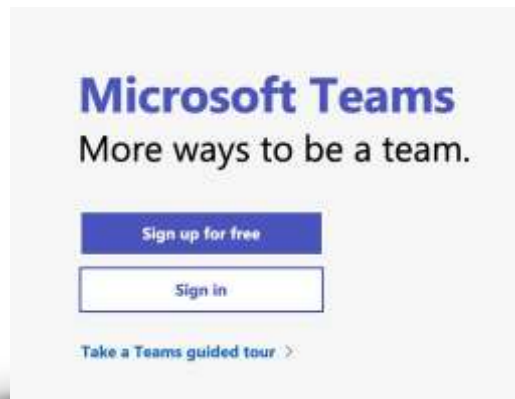 Microsoft Teams
More ways to be a team.
Sign up for free
Sign in
Take a Teams guided tour >